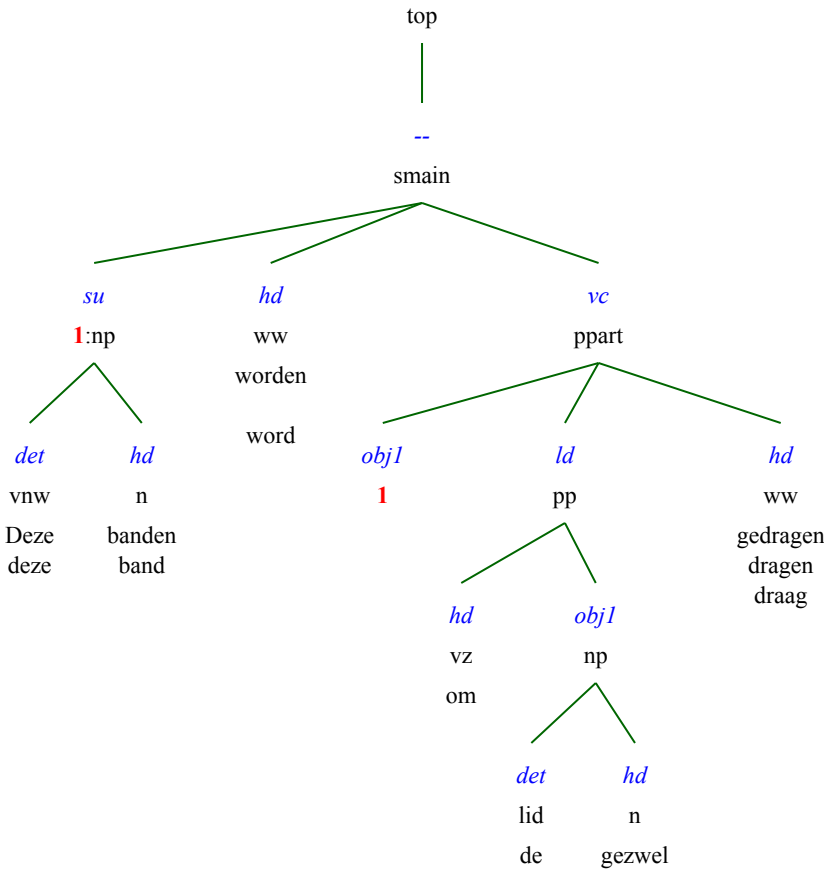 top
--
smain
su hd vc
1:np ww ppart
worden
word
det hd obj1 ld hd
vnw n 1 pp ww
Deze banden gedragen
deze band dragen
draag
hd obj1
vz np
om
det hd
lid n
de gezwel